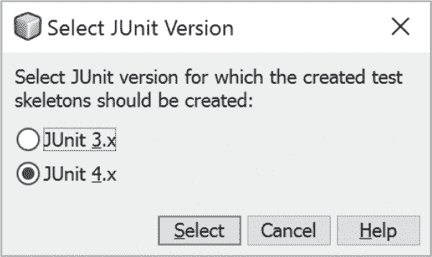 Select JUnit Version
Select JUnit version for which the created test
skeletons should be created:
JUnit 3.x
JUnit 4.x
Select Cancel Help